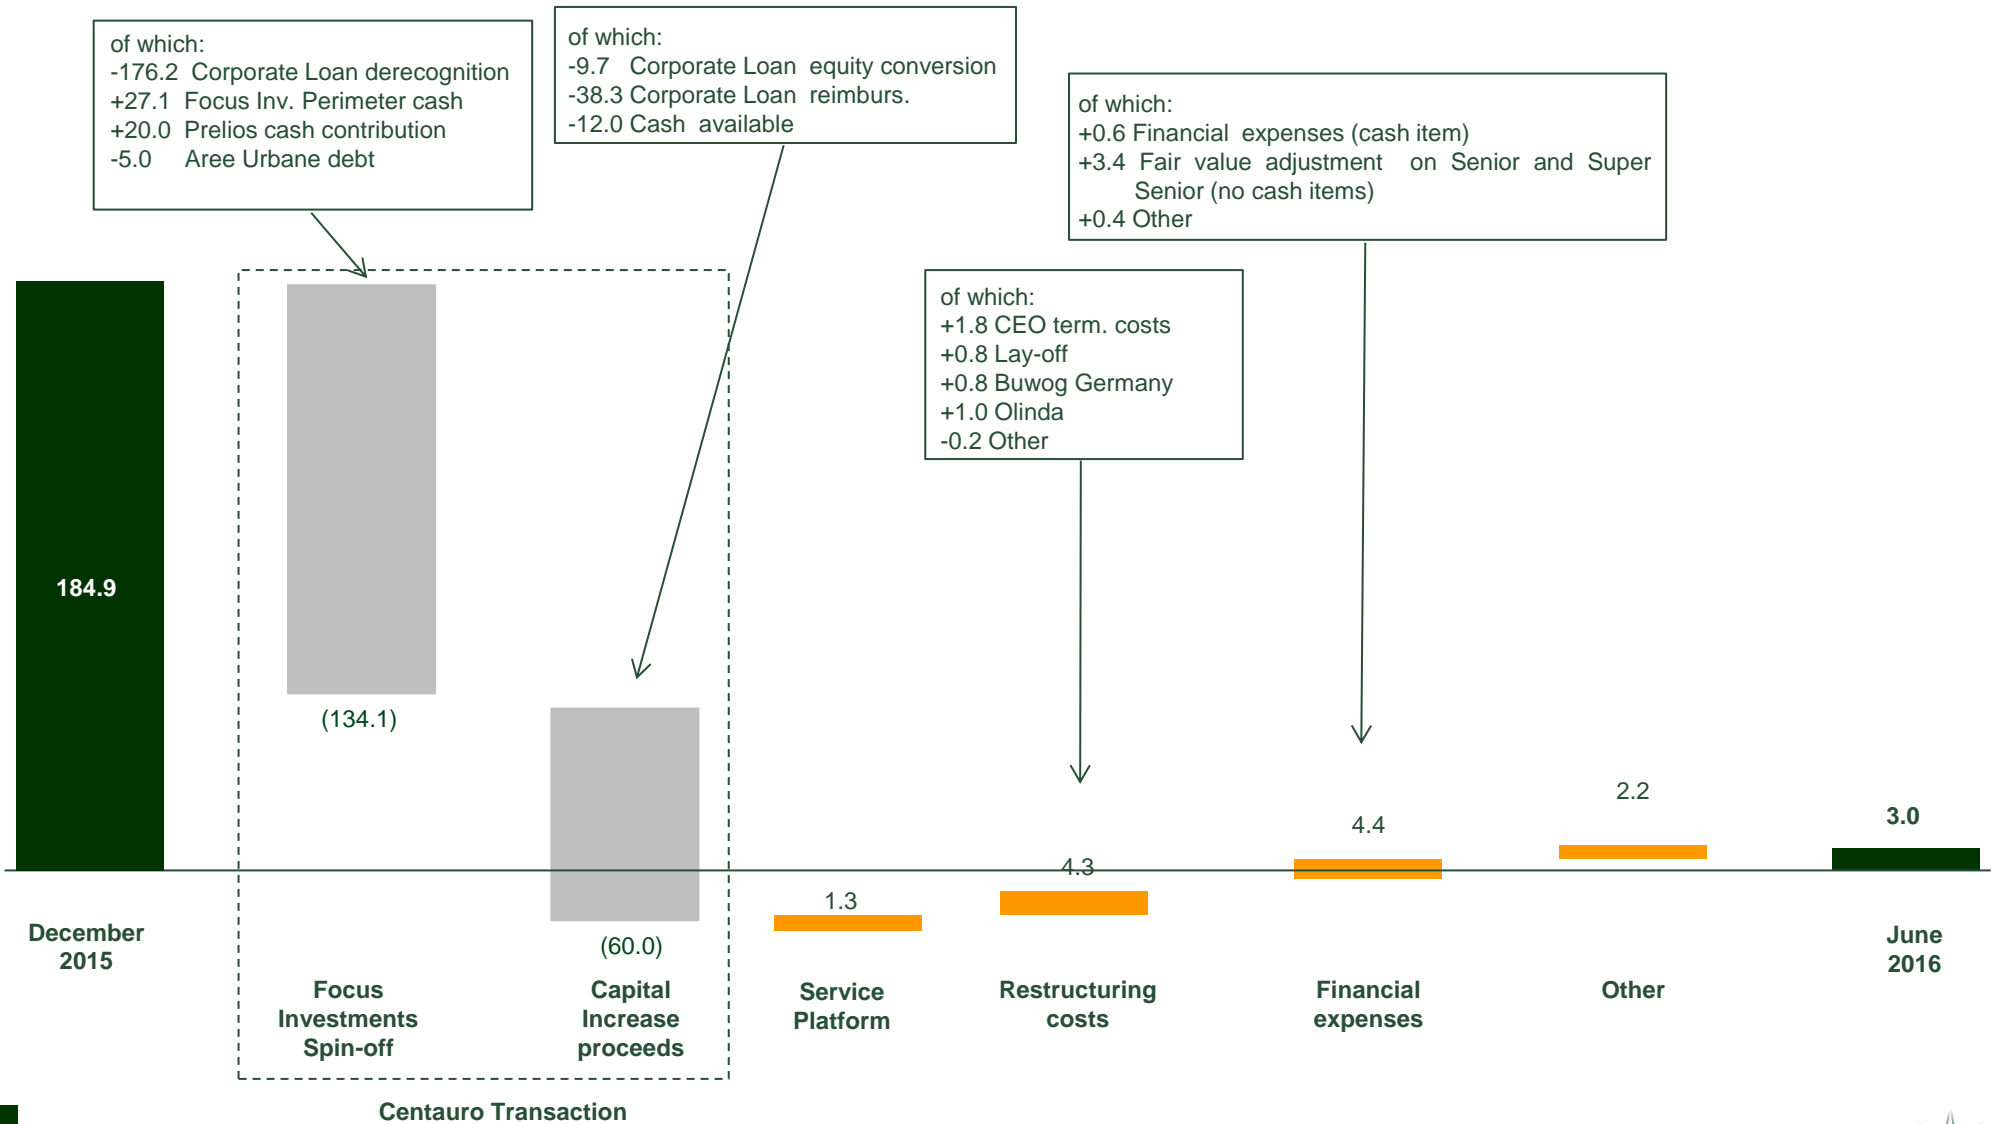 of which:
-176.2 Corporate Loan derecognition
+27.1 Focus Inv. Perimeter cash
+20.0 Prelios cash contribution
-5.0 Aree Urbane debt
of which:
-9.7 Corporate Loan equity conversion
-38.3 Corporate Loan reimburs.
-12.0 Cash available
of which:
+0.6 Financial expenses (cash item)
+3.4 Fair value adjustment on Senior and Super
Senior (no cash items)
+0.4 Other
of which:
+1.8 CEO term. costs
+0.8 Lay-off
+0.8 Buwog Germany
+1.0 Olinda
-0.2 Other
184.9
(134.1)
(60.0)
1.3
4.3
4.4
2.2
3.0
December
2015
Focus
Investments
Spin-off
Capital
Increase
proceeds
Service
Platform
Restructuring
costs
Financial
expenses
Other
June
2016
Centauro Transaction